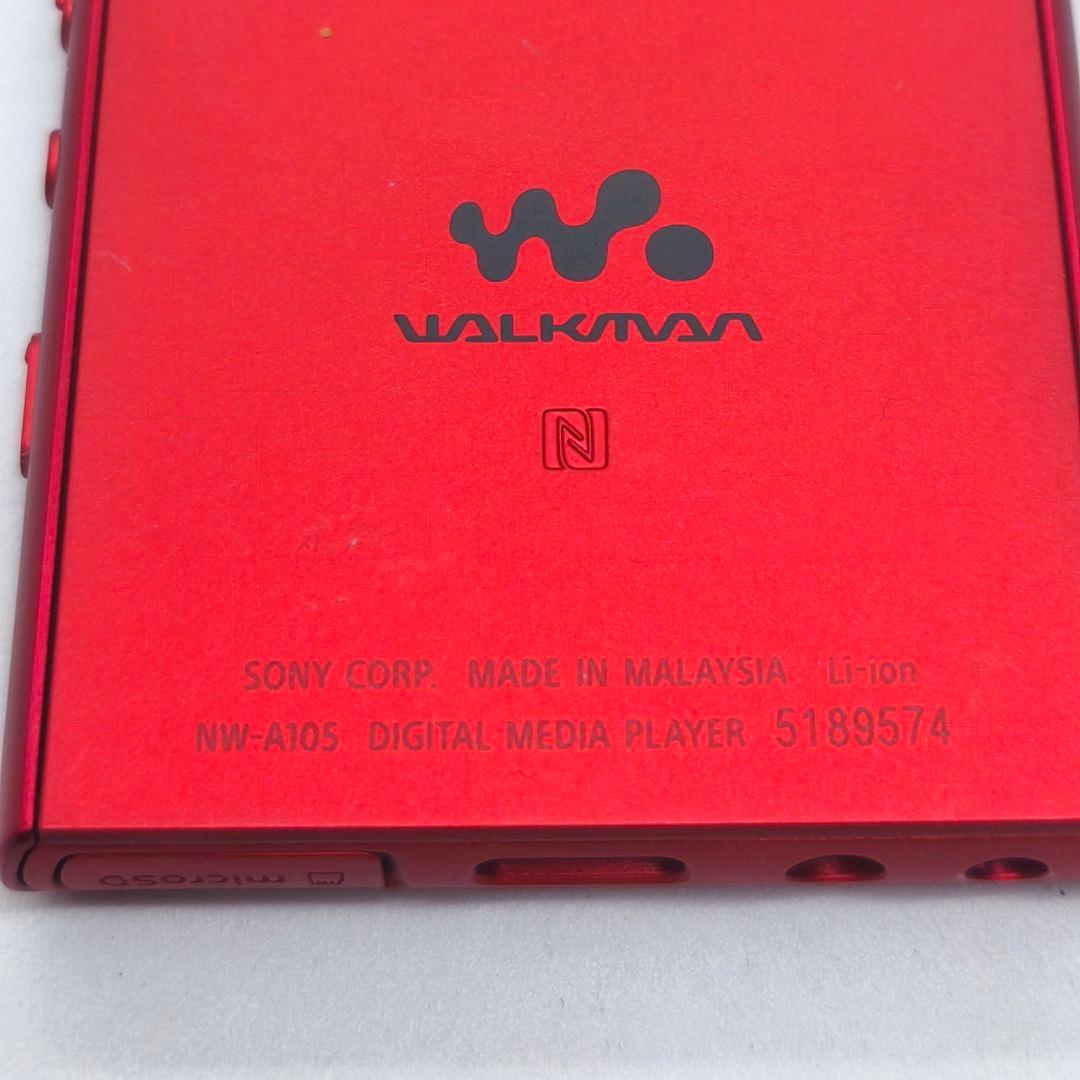 WALKMAN
SONY CORP. MADE IN MALAYSIA Li-ion
NW-A105 DIGITAL MEDIA PLAYER 5189574
microSD